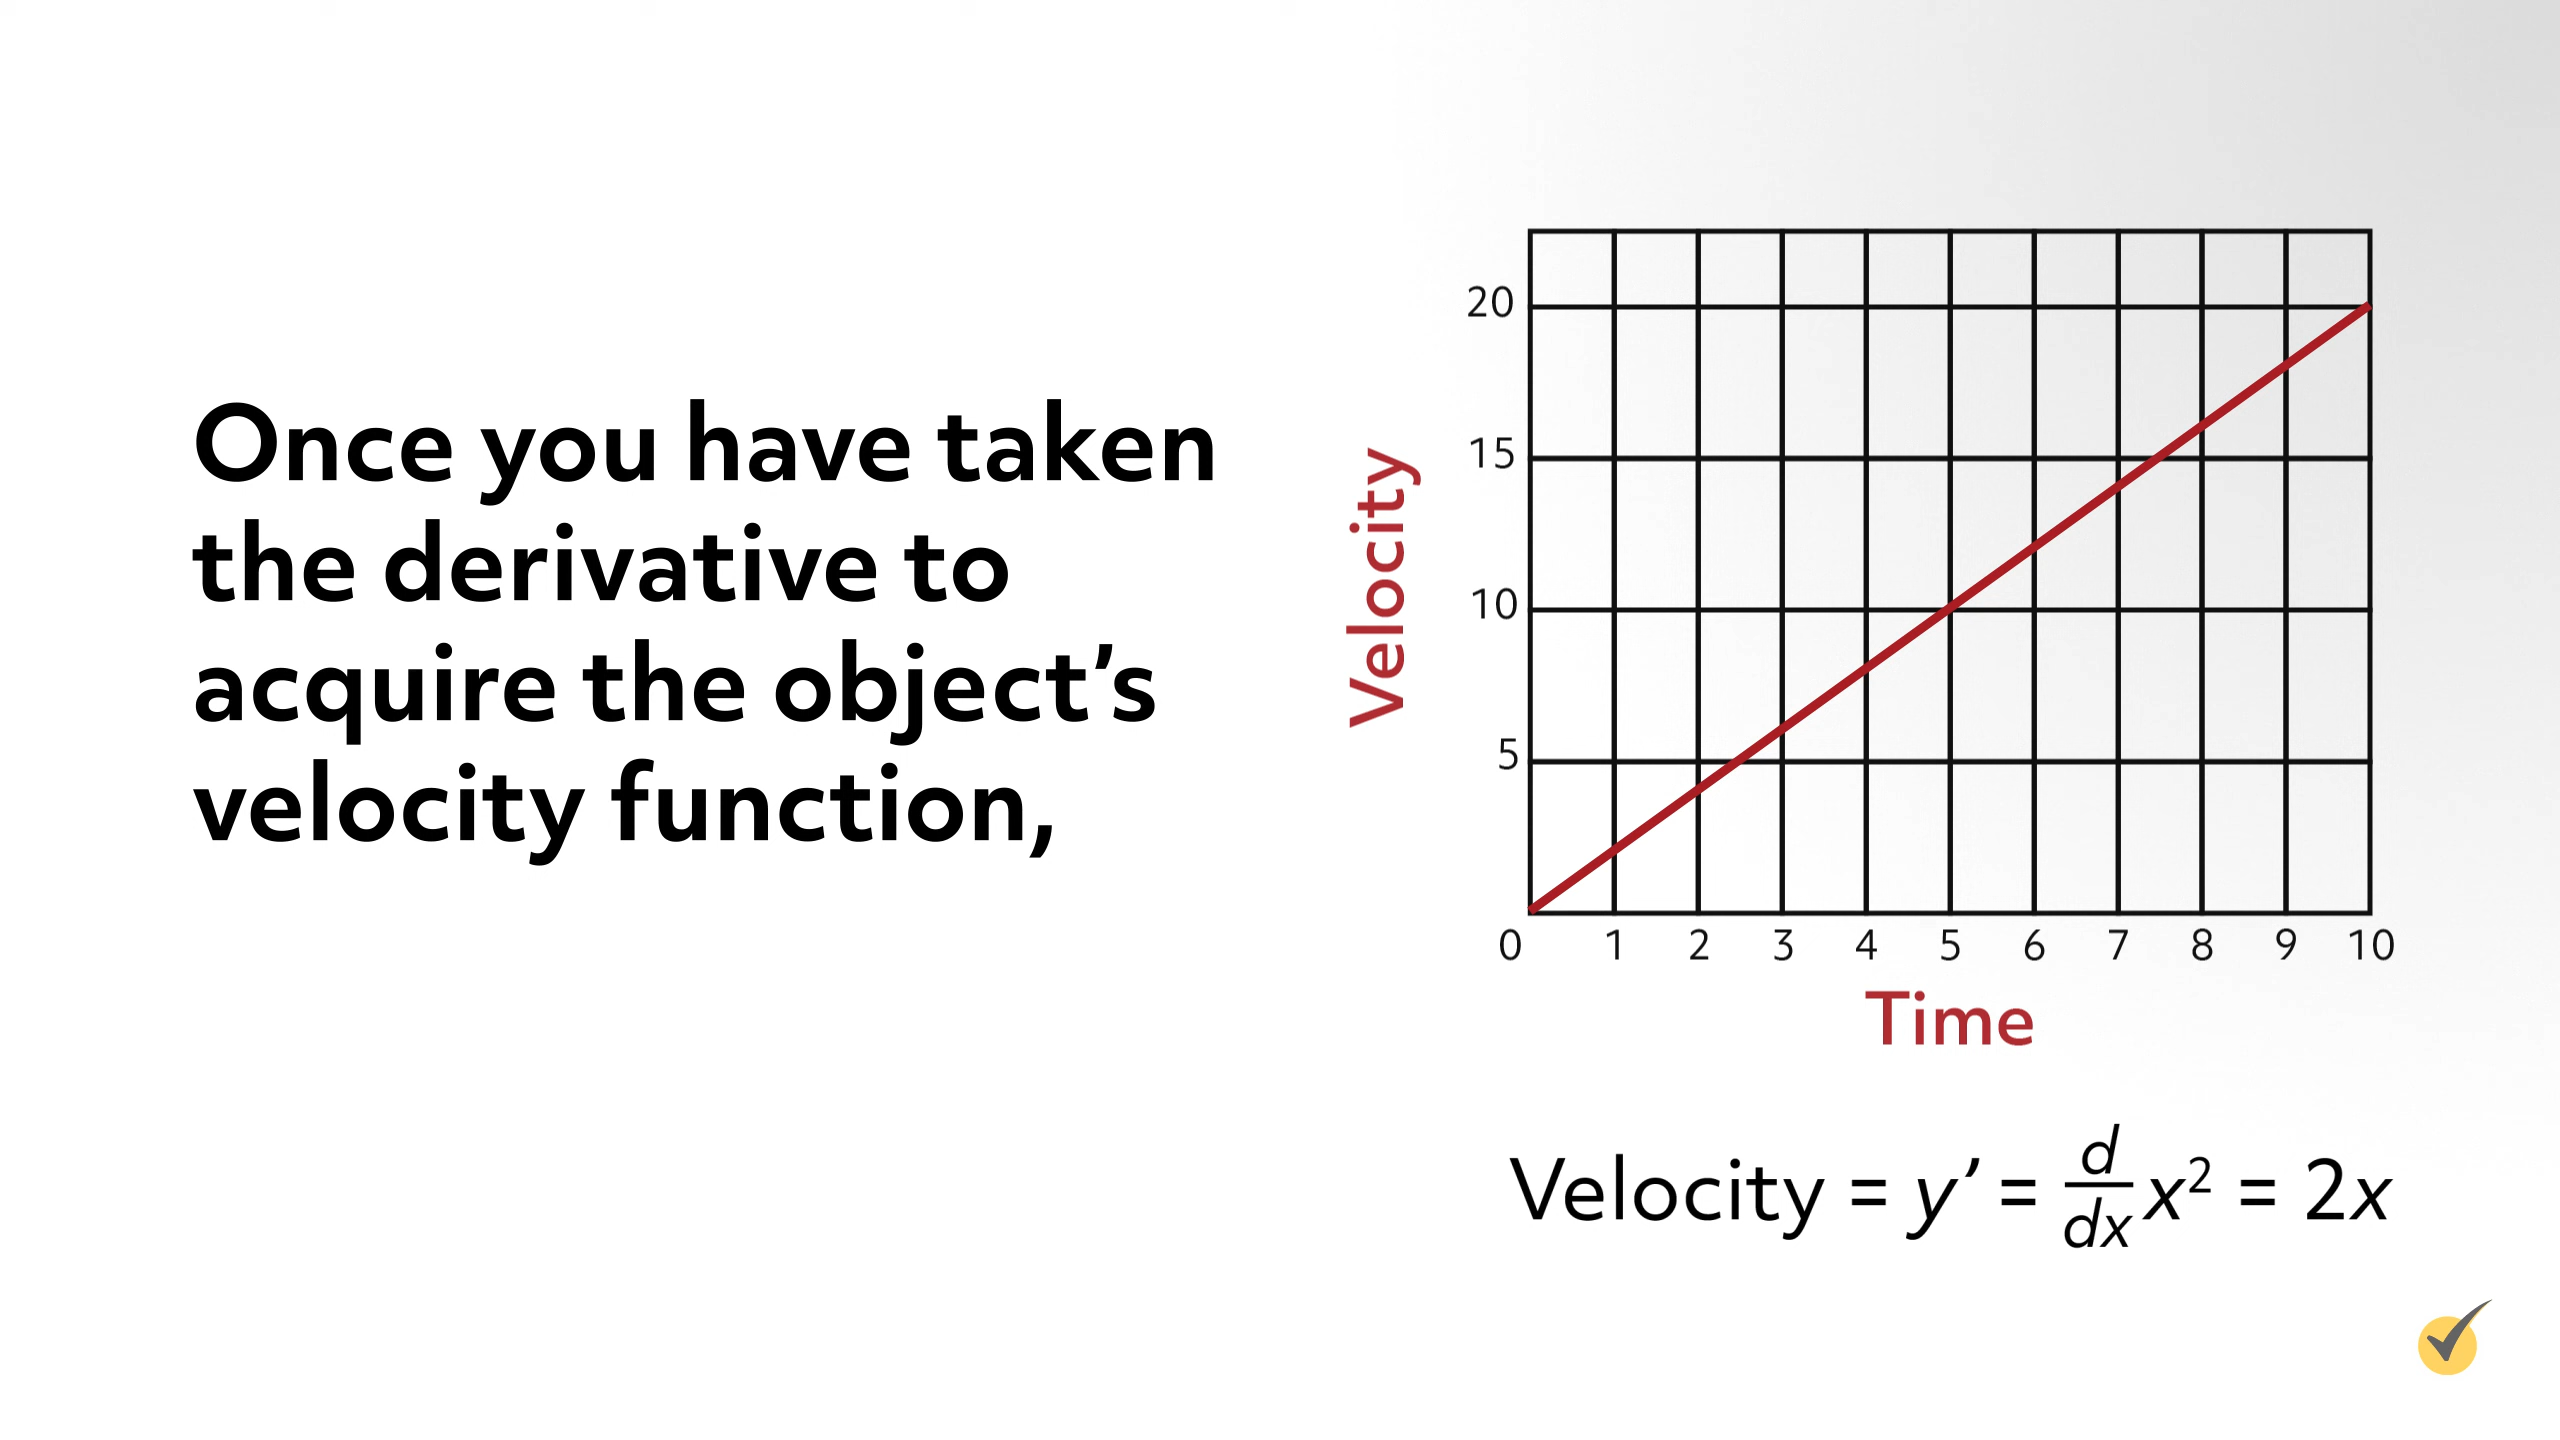 Once you have taken
the derivative to
acquire the object’s
velocity function,
Velocity
20
15
10
5
0 1 2 3 4 5 6 7 8 9 10
Time
Velocity = y’ = d/dx x² = 2x